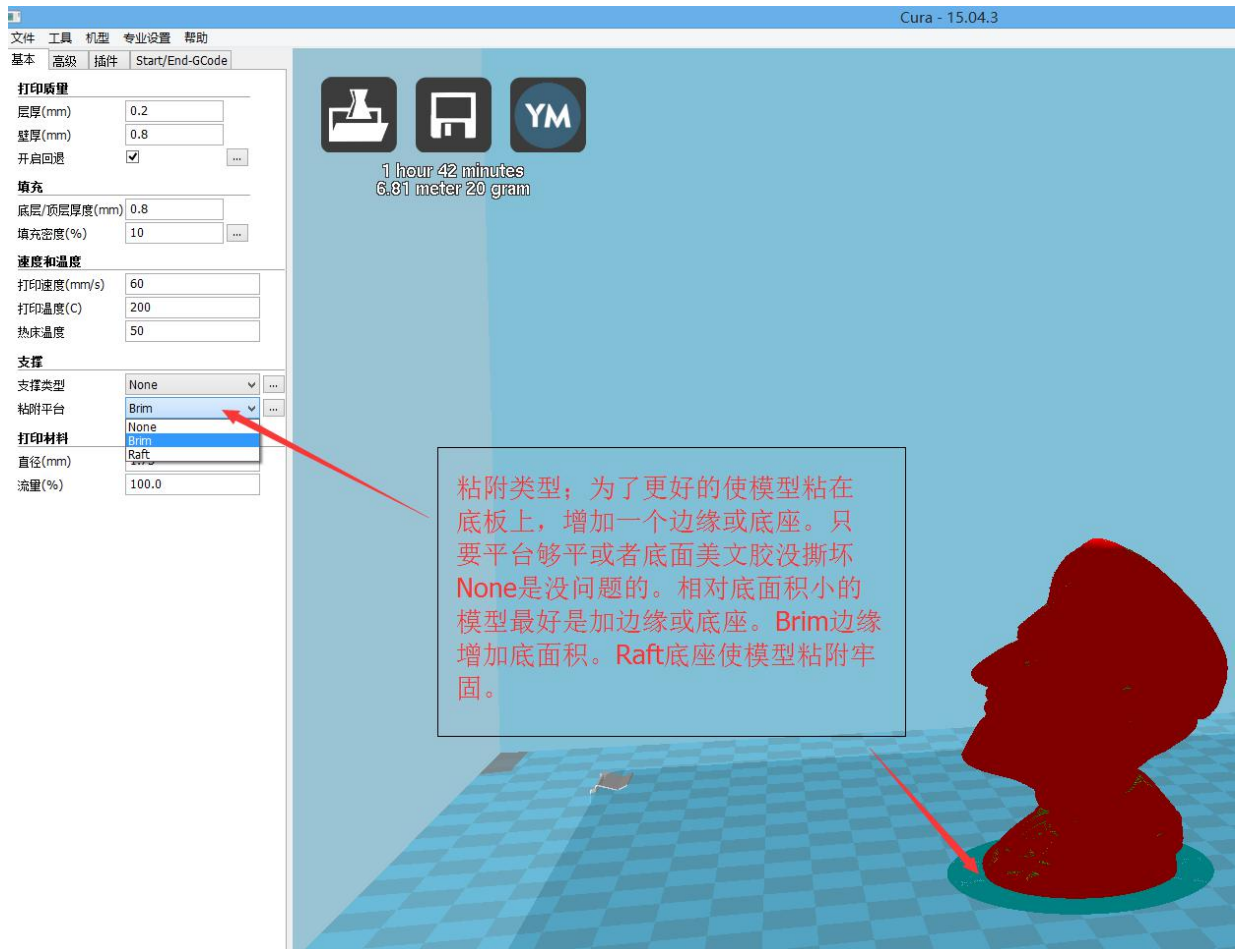 Cura - 15.04.3
文件 工具 机型 专业设置 帮助
基本 高级 插件 Start/End-GCode
打印质量
层厚(mm) 0.2
壁厚(mm) 0.8
开启回退 ...
填充
底层/顶层厚度(mm) 0.8
填充密度(%) 10 ...
速度和温度
打印速度(mm/s) 60
打印温度(C) 200
热床温度 50
支撑
支撑类型 None ...
粘附平台 Brim ...
None
打印材料 Brim
Raft
直径(mm) 1.75
流量(%) 100.0
YM
1 hour 42 minutes
6.81 meter 20 gram
粘附类型；为了更好的使模型粘在
底板上，增加一个边缘或底座。只
要平台够平或者底面美文胶没撕坏
None是没问题的。相对底面积小的
模型最好是加边缘或底座。Brim边缘
增加底面积。Raft底座使模型粘附牢
固。